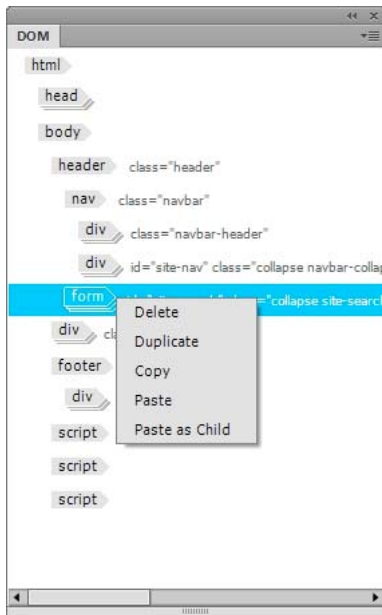 DOM
html
head
body
header class="header"
nav class="navbar"
div class="navbar-header"
div id="site-nav" class="collapse navbar-collap
form "collapse site-search
Delete
div
Duplicate
footer
Copy
div
Paste
script
Paste as Child
script
script